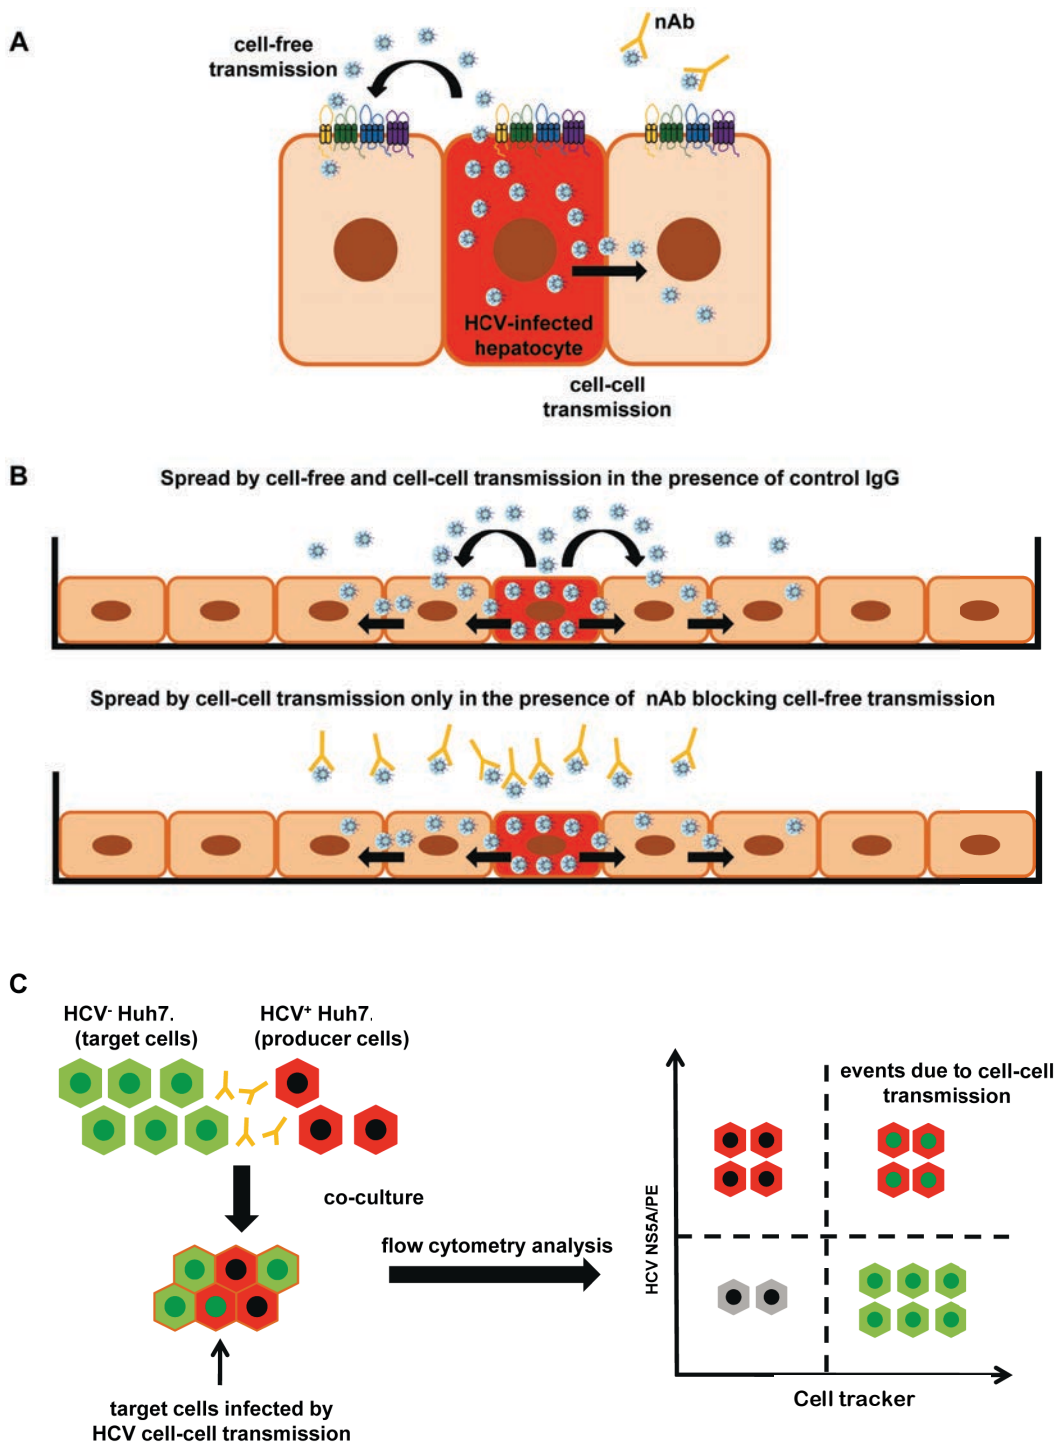 A
cell-free
transmission
nAb
HCV-infected
hepatocyte
cell-cell
transmission
B
Spread by cell-free and cell-cell transmission in the presence of control IgG
Spread by cell-cell transmission only in the presence of nAb blocking cell-free transmission
C
HCV⁻ Huh7.
(target cells)
HCV⁺ Huh7.
(producer cells)
co-culture
flow cytometry analysis
target cells infected by
HCV cell-cell transmission
events due to cell-cell
transmission
HCV NS5A/PE
Cell tracker